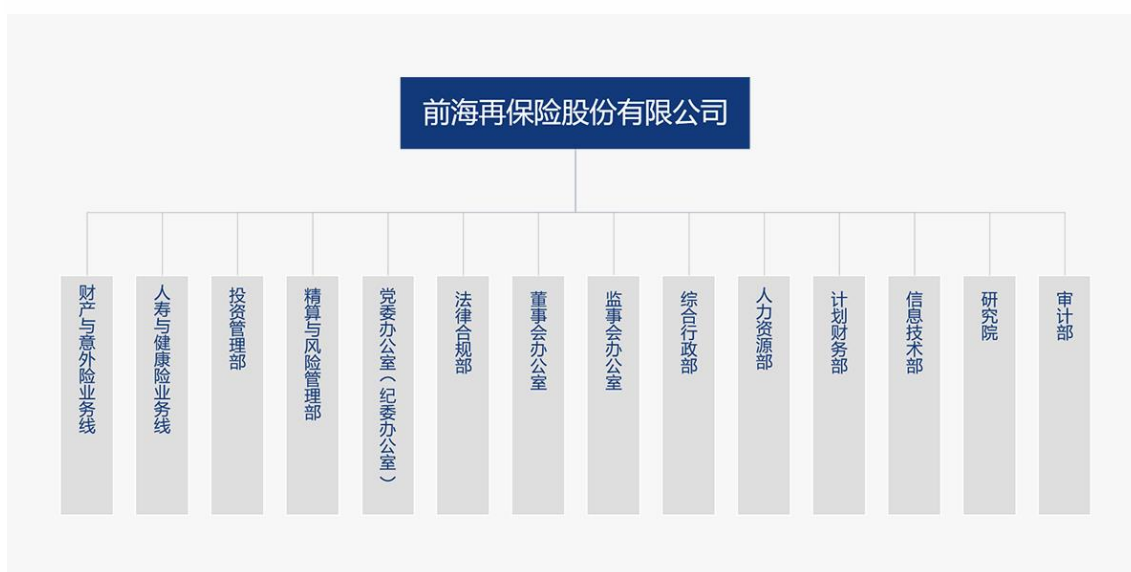 前海再保险股份有限公司
财产与意外险业务线
人寿与健康险业务线
投资管理部
精算与风险管理部
党委办公室（纪委办公室）
法律合规部
董事会办公室
监事会办公室
综合行政部
人力资源部
计划财务部
信息技术部
研究院
审计部